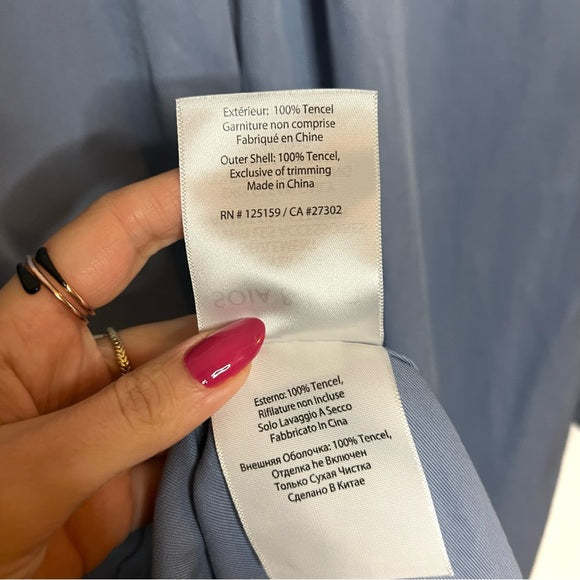 Extérieur: 100% Tencel
Garniture non comprise
Fabriqué en Chine
Outer Shell: 100% Tencel,
Exclusive of trimming
Made in China
RN # 125159 / CA #27302
Esterno: 100% Tencel,
Rifilature non Incluse
Solo Lavaggio A Secco
Fabbricato In Cina
Внешняя Оболочка: 100% Tencel,
Отделка he Включен
Только Сухая Чистка
Сделано В Китае